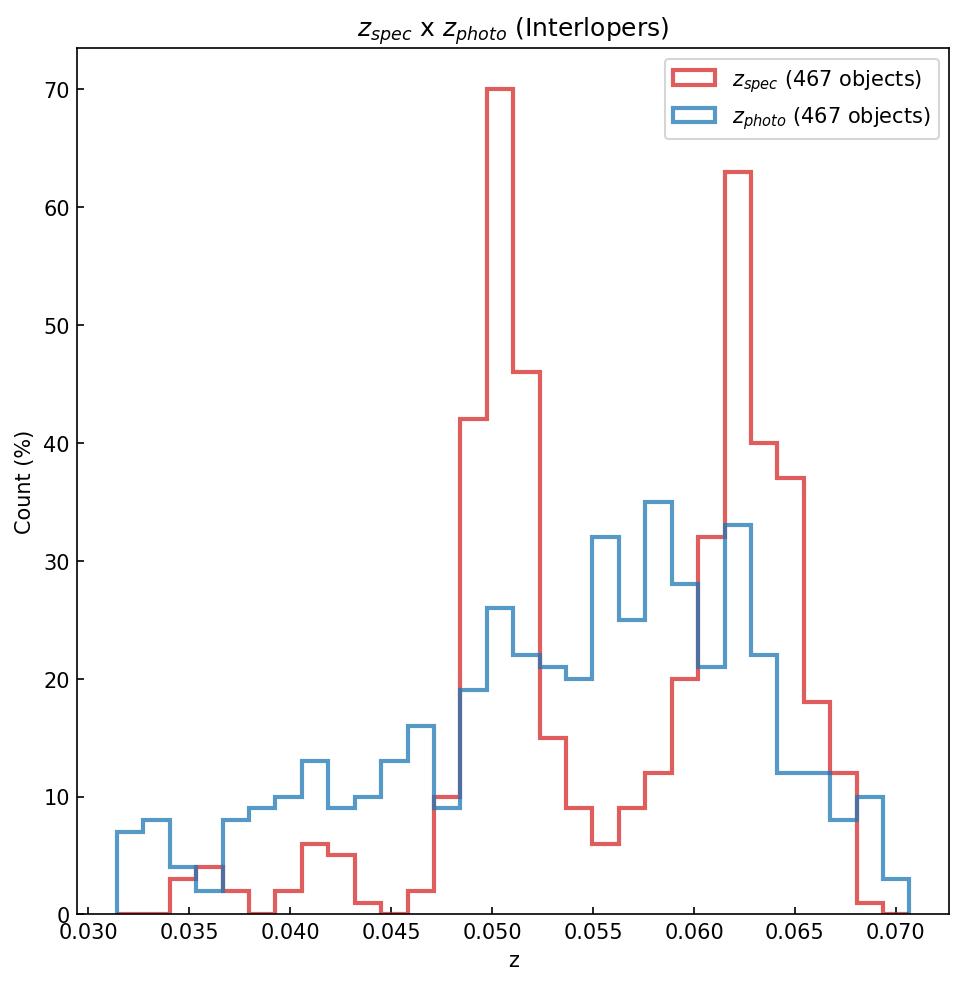 z_spec x z_photo (Interlopers)
z_spec (467 objects)
z_photo (467 objects)
Count (%)
70
60
50
40
30
20
10
0
0.030 0.035 0.040 0.045 0.050 0.055 0.060 0.065 0.070
z